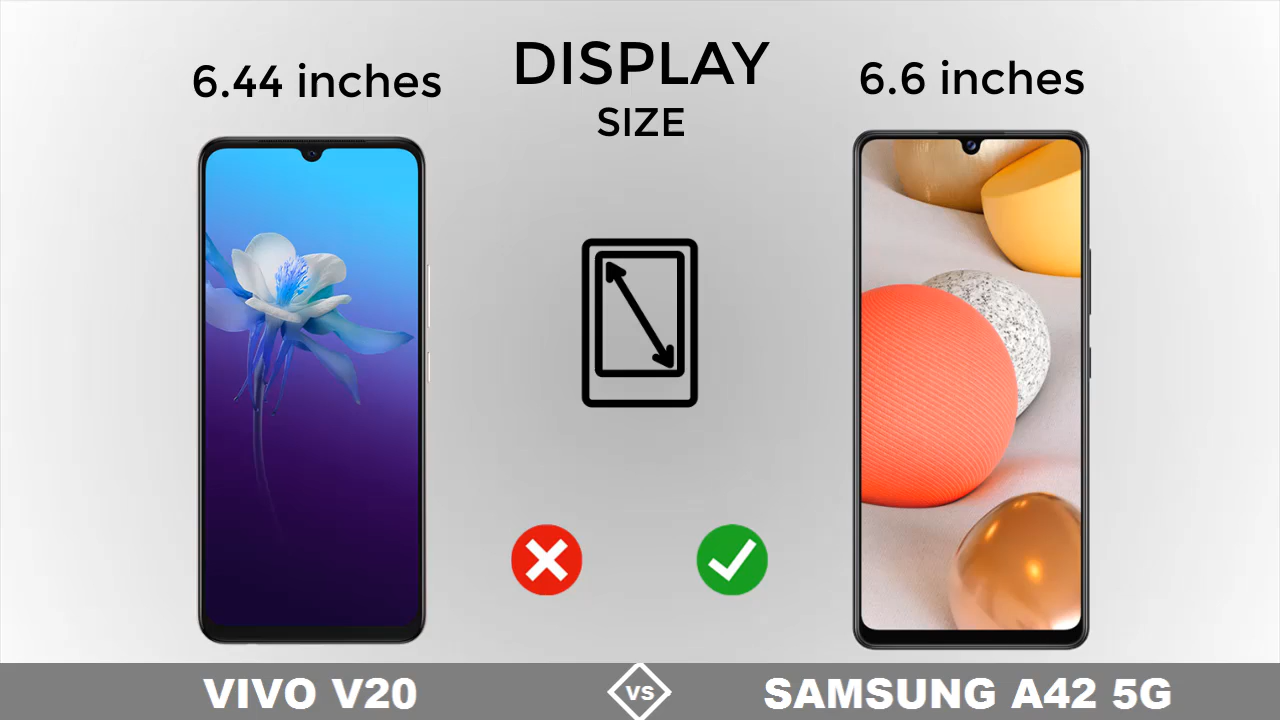 DISPLAY
SIZE
6.44 inches
6.6 inches
VIVO V20
VS
SAMSUNG A42 5G